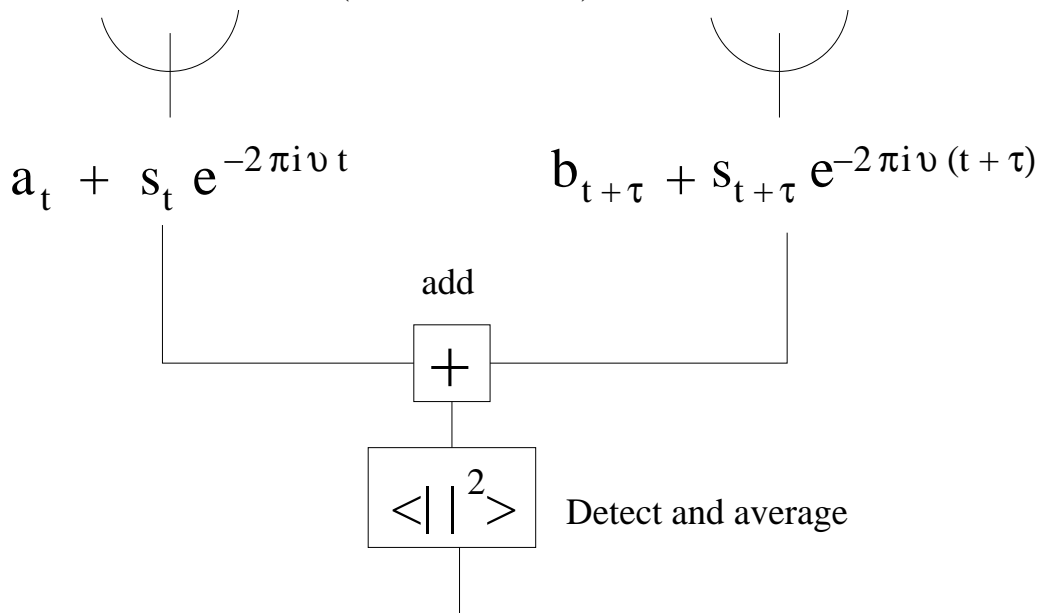 a_t + s_t e^{−2πiυt} b_{t+τ} + s_{t+τ} e^{−2πiυ(t+τ)}
add
+
<| |^2> Detect and average